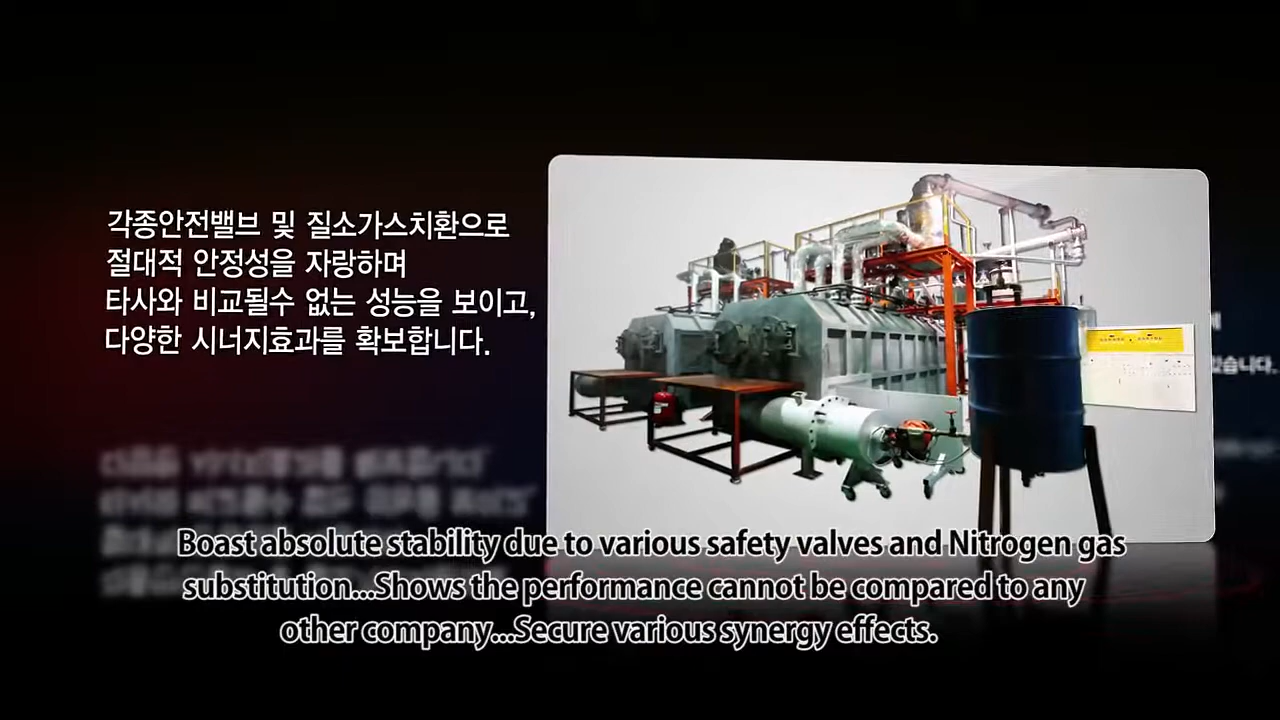 각종안전밸브 및 질소가스치환으로
절대적 안정성을 자랑하며
타사와 비교될수 없는 성능을 보이고,
다양한 시너지효과를 확보합니다.
있습니다.
Boast absolute stability due to various safety valves and Nitrogen gas
substitution...Shows the performance cannot be compared to any
other company...Secure various synergy effects.